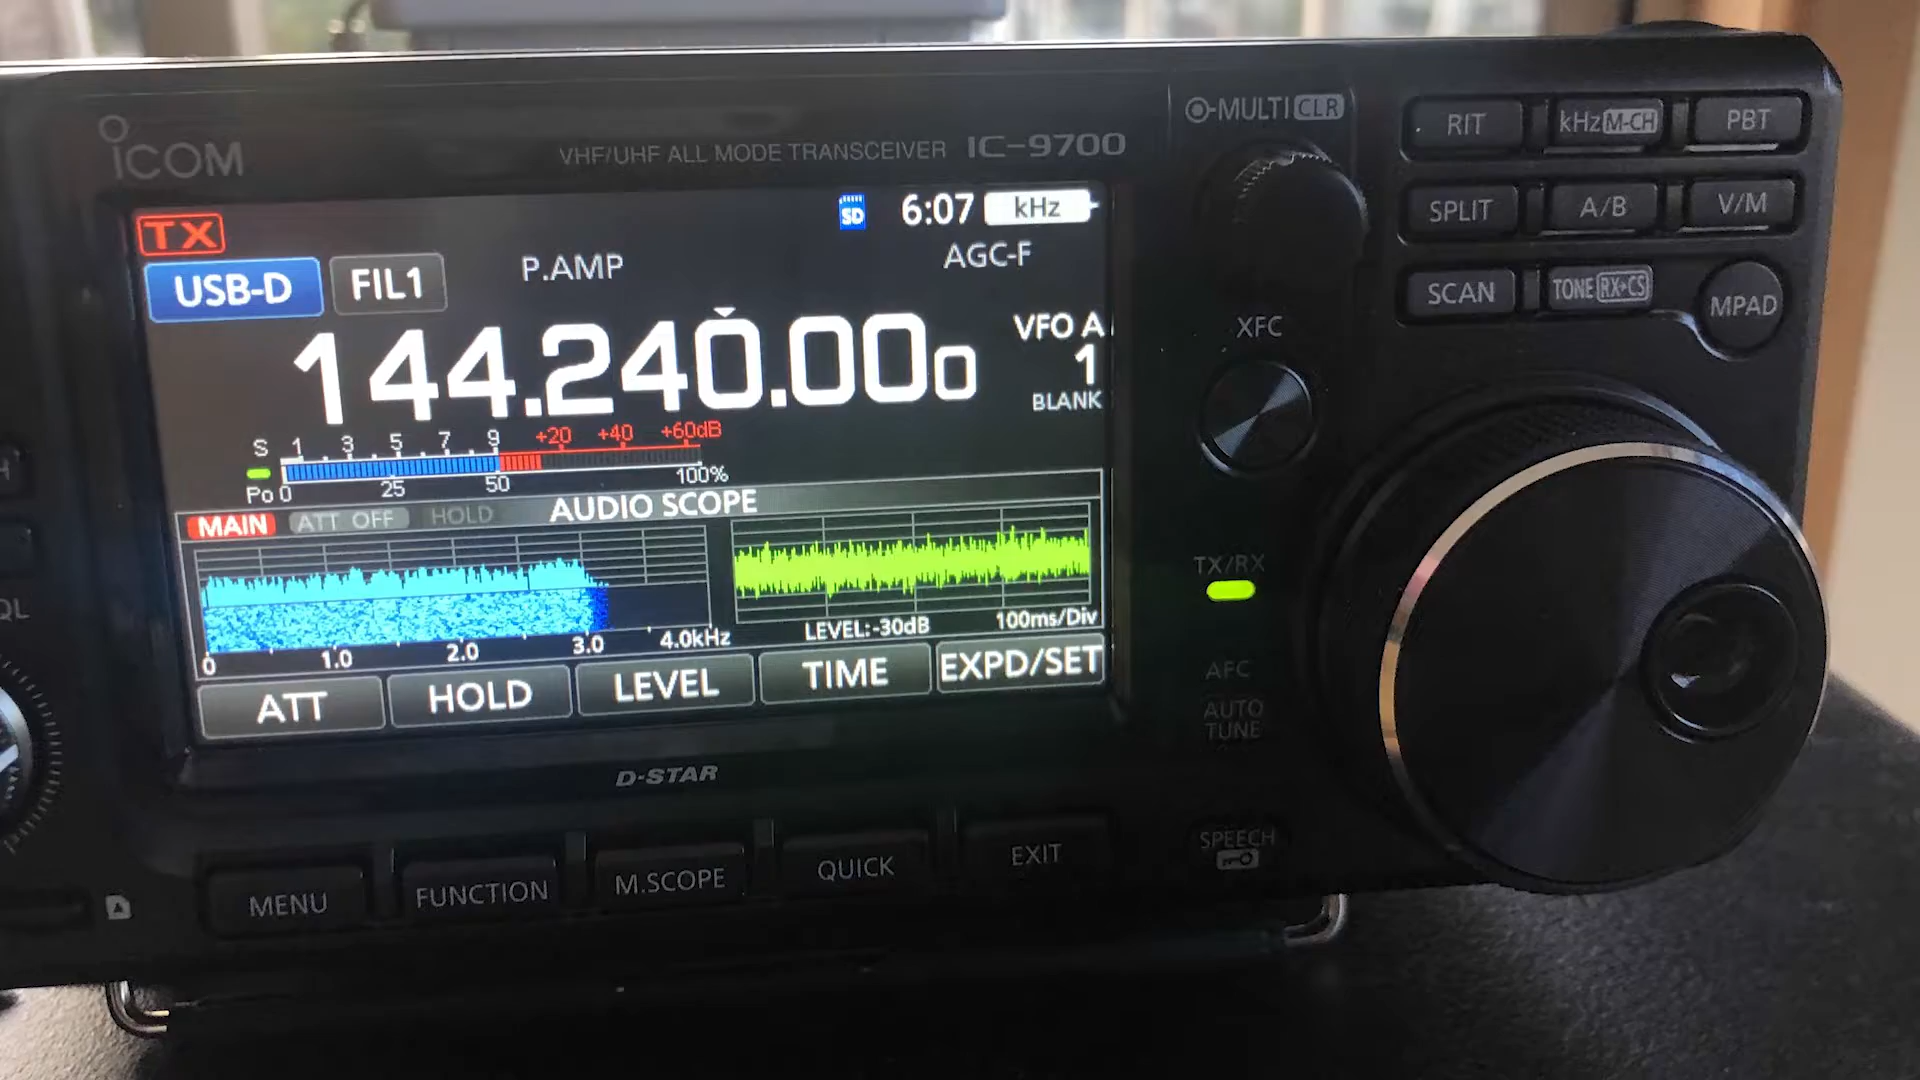 ICOM
VHF/UHF ALL MODE TRANSCEIVER IC-9700
MULTI CLR
RIT kHz M-CH PBT
SPLIT A/B V/M
SCAN TONE RX→CS MPAD
TX SD 6:07 kHz
USB-D FIL1 P.AMP AGC-F
144.240.000 VFO A
1
BLANK
S 1 3 5 7 9 +20 +40 +60dB
Po 0 25 50 100%
MAIN ATT OFF HOLD AUDIO SCOPE
0 1.0 2.0 3.0 4.0kHz LEVEL:-30dB 100ms/Div
ATT HOLD LEVEL TIME EXPD/SET
XFC
TX/RX
AFC
AUTO
TUNE
SPEECH
D-STAR
MENU FUNCTION M.SCOPE QUICK EXIT